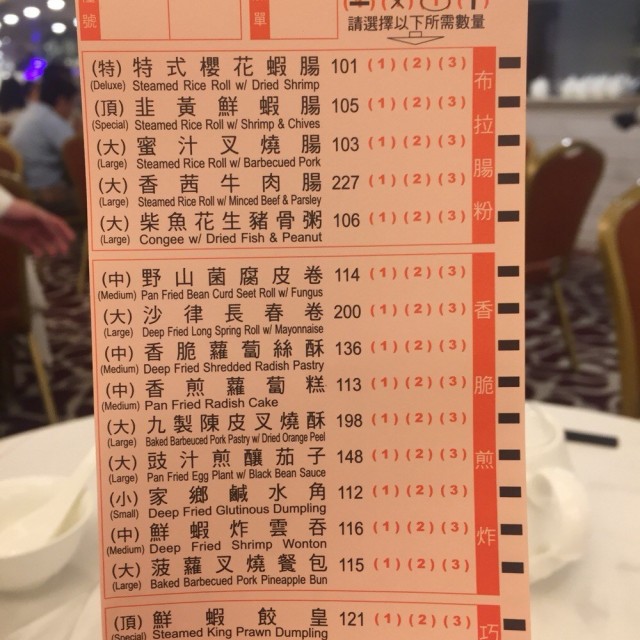 號
單
請選擇以下所需數量
(特) 特式櫻花蝦腸 101 (1) (2) (3)
(Deluxe) Steamed Rice Roll w/ Dried Shrimp
(頂) 韭黃鮮蝦腸 105 (1) (2) (3)
(Special) Steamed Rice Roll w/ Shrimp & Chives
(大) 蜜汁叉燒腸 103 (1) (2) (3)
(Large) Steamed Rice Roll w/ Barbecued Pork
(大) 香茜牛肉腸 227 (1) (2) (3)
(Large) Steamed Rice Roll w/ Minced Beef & Parsley
(大) 柴魚花生豬骨粥 106 (1) (2) (3)
(Large) Congee w/ Dried Fish & Peanut
布拉腸粉
(中) 野山菌腐皮卷 114 (1) (2) (3)
(Medium) Pan Fried Bean Curd Seet Roll w/ Fungus
(大) 沙律長春卷 200 (1) (2) (3)
(Large) Deep Fried Long Spring Roll w/ Mayonnaise
(中) 香脆蘿蔔絲酥 136 (1) (2) (3)
(Medium) Deep Fried Shredded Radish Pastry
(中) 香煎蘿蔔糕 113 (1) (2) (3)
(Medium) Pan Fried Radish Cake
(大) 九製陳皮叉燒酥 198 (1) (2) (3)
(Large) Baked Barbeuced Pork Pastry w/ Dried Orange Peel
(大) 豉汁煎釀茄子 148 (1) (2) (3)
(Large) Pan Fried Egg Plant w/ Black Bean Sauce
(小) 家鄉鹹水角 112 (1) (2) (3)
(Small) Deep Fried Glutinous Dumpling
(中) 鮮蝦炸雲吞 116 (1) (2) (3)
(Medium) Deep Fried Shrimp Wonton
(大) 菠蘿叉燒餐包 115 (1) (2) (3)
(Large) Baked Barbecued Pork Pineapple Bun
香脆煎炸
(頂) 鮮蝦餃皇 121 (1) (2) (3)
(Special) Steamed King Prawn Dumpling
巧